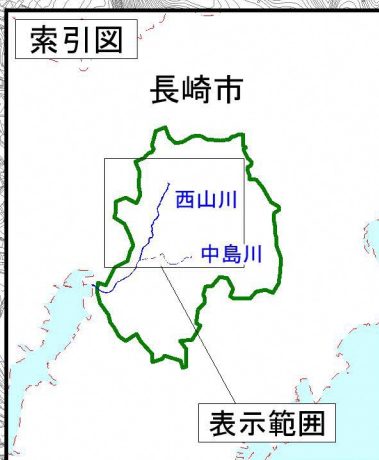 索引図
長崎市
西山川
中島川
表示範囲